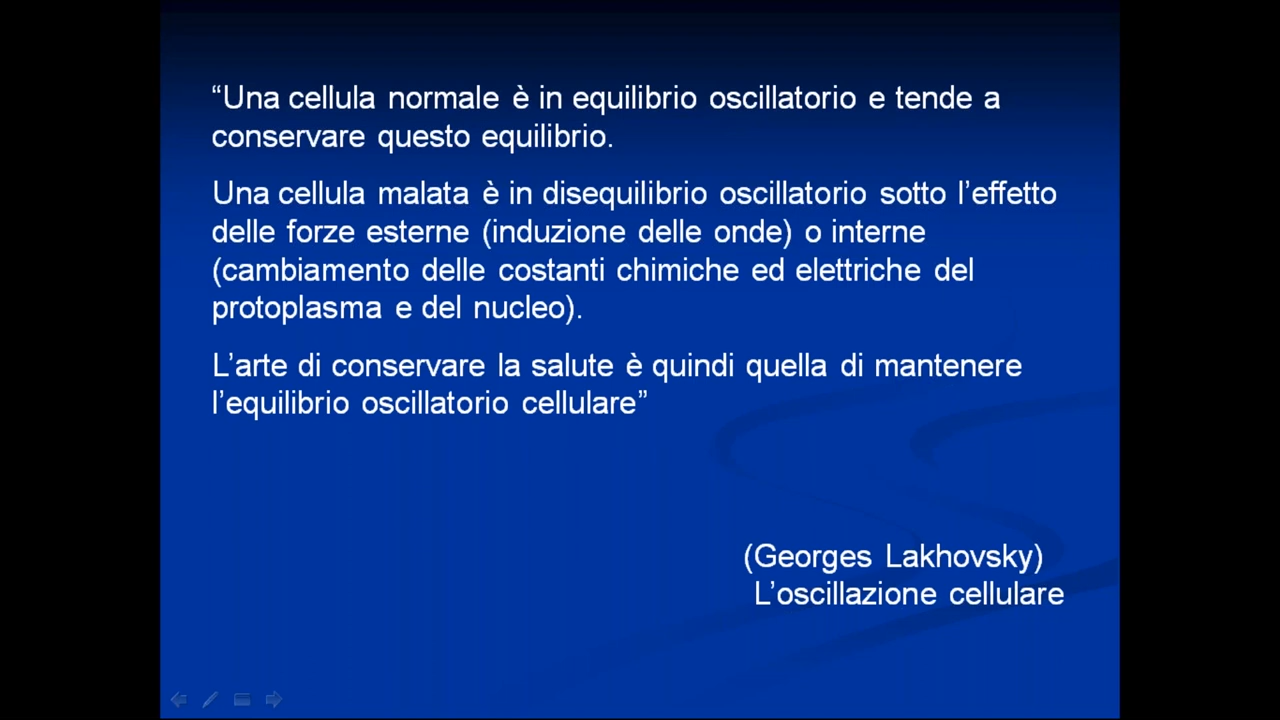 “Una cellula normale è in equilibrio oscillatorio e tende a
conservare questo equilibrio.
Una cellula malata è in disequilibrio oscillatorio sotto l’effetto
delle forze esterne (induzione delle onde) o interne
(cambiamento delle costanti chimiche ed elettriche del
protoplasma e del nucleo).
L’arte di conservare la salute è quindi quella di mantenere
l’equilibrio oscillatorio cellulare”
(Georges Lakhovsky)
L’oscillazione cellulare